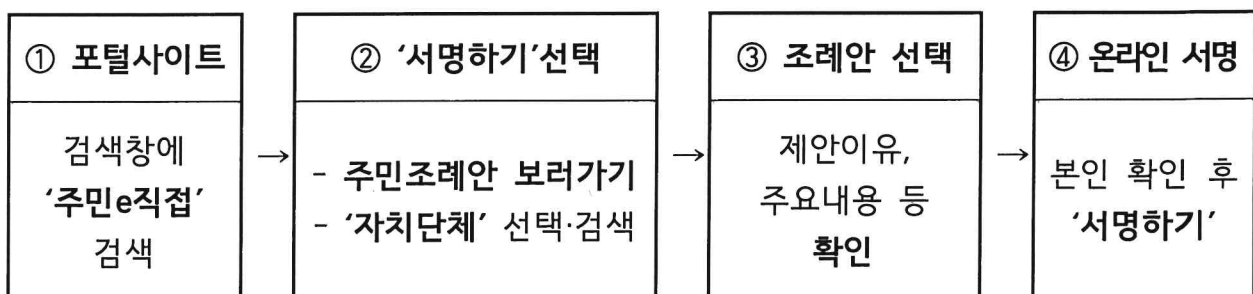 ① 포털사이트
검색창에
‘주민e직접’
검색
→
② ‘서명하기’선택
- 주민조례안 보러가기
- ‘자치단체’ 선택·검색
→
③ 조례안 선택
제안이유,
주요내용 등
확인
→
④ 온라인 서명
본인 확인 후
‘서명하기’